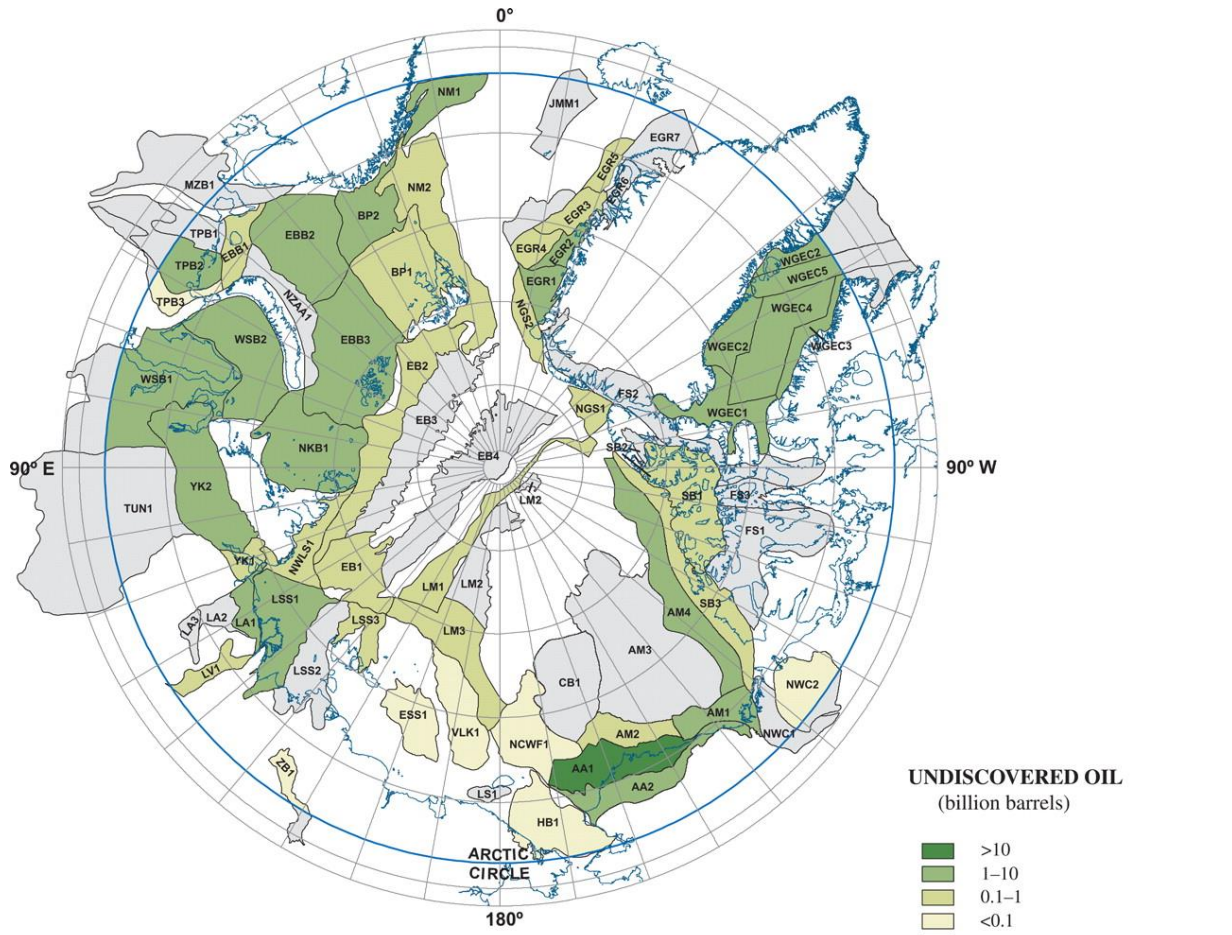 0°
NM1
JMM1
EGR7
MZB1
NM2
EGR5
EGR6
BP2
EGR3
TPB1
EBB2
EBB1
EGR4
EGR2
TPB2
BP1
EGR1
WGEC2
WGEC5
TPB3
NZAA1
NGS2
WGEC4
WSB2
EBB3
WGEC2
WGEC3
WSB1
EB2
FS2
NGS1
WGEC1
EB3
NKB1
SB2
EB4
90° E
90° W
YK2
LM2
SB1
FS3
TUN1
FS1
YK1
NWLS1
EB1
LM1
LM2
LSS1
SB3
AM4
LA3
LA2
LA1
LSS3
LM3
AM3
LV1
LSS2
CB1
NWC2
ESS1
AM1
VLK1
NCWF1
AM2
NWC1
ZB1
AA1
AA2
LS1
HB1
ARCTIC
CIRCLE
180°
UNDISCOVERED OIL
(billion barrels)
>10
1–10
0.1–1
<0.1